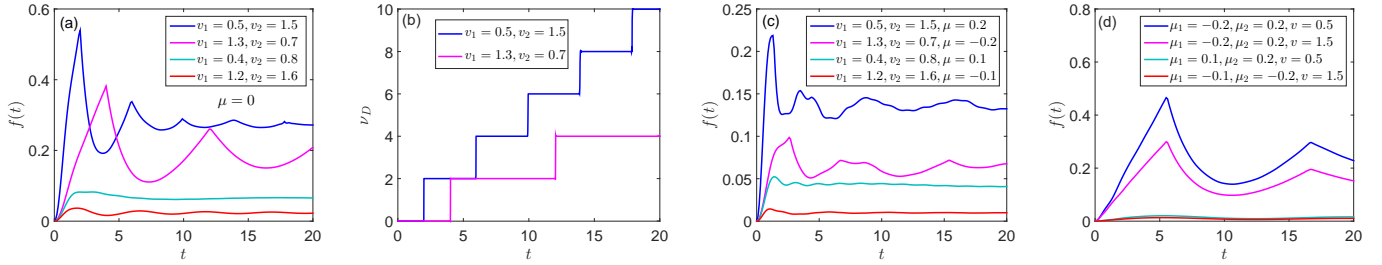 (a)
v₁ = 0.5, v₂ = 1.5
v₁ = 1.3, v₂ = 0.7
v₁ = 0.4, v₂ = 0.8
v₁ = 1.2, v₂ = 1.6
μ = 0
f(t)
0.6
0.4
0.2
0
0 5 10 15 20
t
(b)
v₁ = 0.5, v₂ = 1.5
v₁ = 1.3, v₂ = 0.7
ν_D
10
8
6
4
2
0
0 5 10 15 20
t
(c)
v₁ = 0.5, v₂ = 1.5, μ = 0.2
v₁ = 1.3, v₂ = 0.7, μ = −0.2
v₁ = 0.4, v₂ = 0.8, μ = 0.1
v₁ = 1.2, v₂ = 1.6, μ = −0.1
f(t)
0.25
0.2
0.15
0.1
0.05
0
0 5 10 15 20
t
(d)
μ₁ = −0.2, μ₂ = 0.2, v = 0.5
μ₁ = −0.2, μ₂ = 0.2, v = 1.5
μ₁ = 0.1, μ₂ = 0.2, v = 0.5
μ₁ = −0.1, μ₂ = −0.2, v = 1.5
f(t)
0.8
0.6
0.4
0.2
0
0 5 10 15 20
t